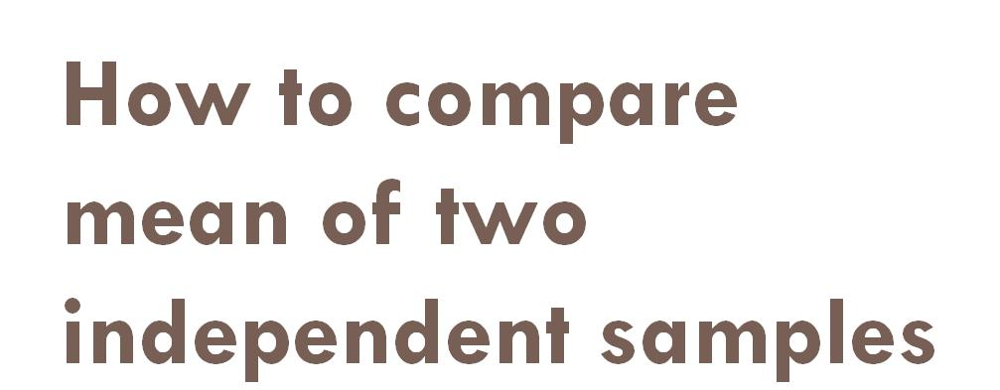 How to compare
mean of two
independent samples